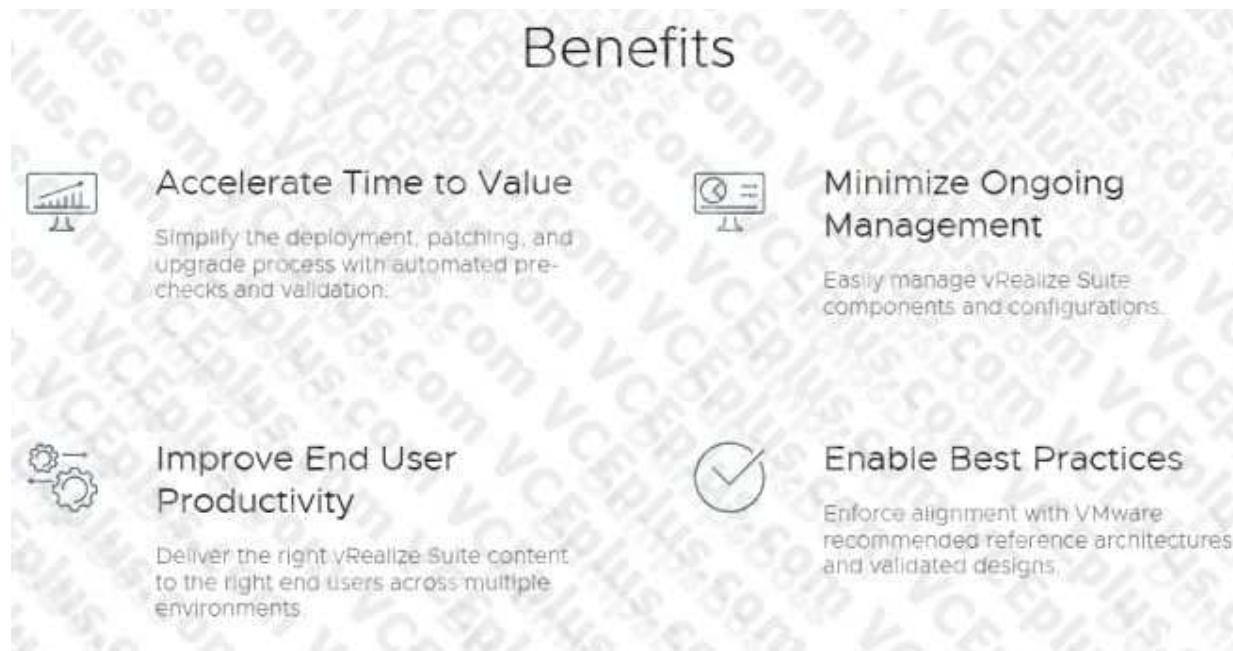 Benefits
Accelerate Time to Value
Simplify the deployment, patching, and
upgrade process with automated pre-
checks and validation.
Minimize Ongoing
Management
Easily manage vRealize Suite
components and configurations.
Improve End User
Productivity
Deliver the right vRealize Suite content
to the right end users across multiple
environments.
Enable Best Practices
Enforce alignment with VMware
recommended reference architectures
and validated designs.
VCEplus.com